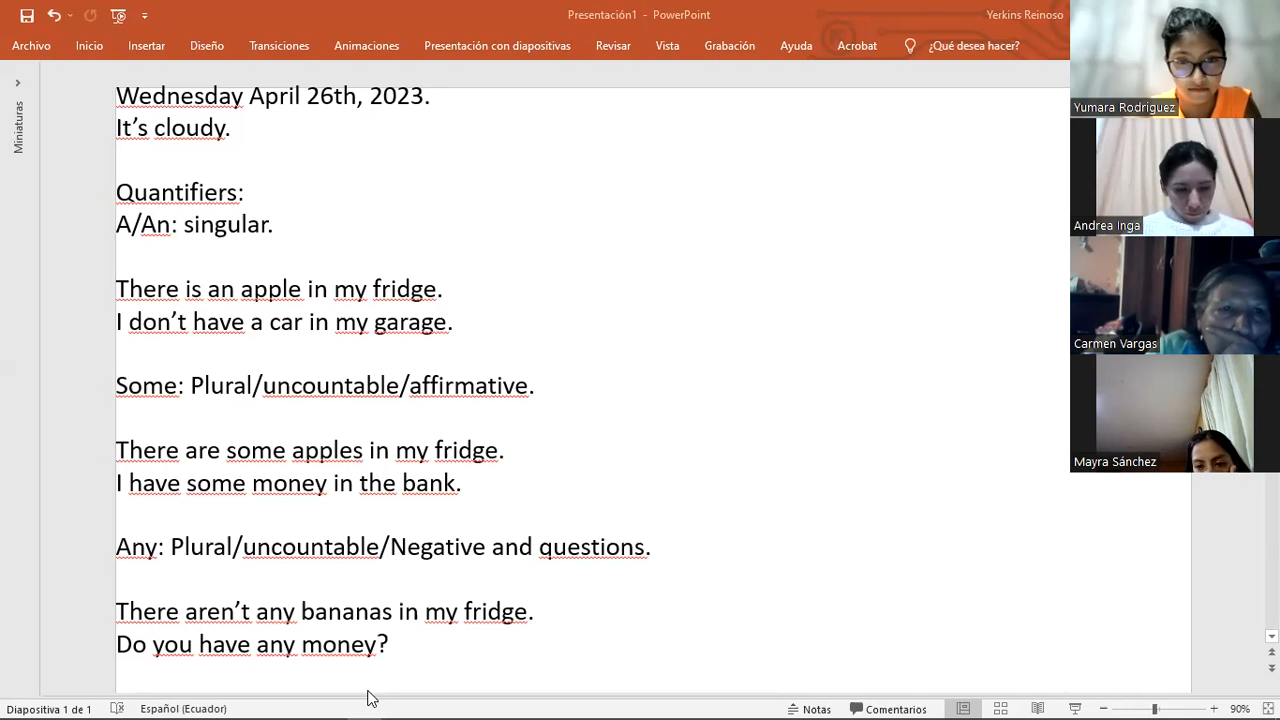 Presentación1 - PowerPoint
Yerkins Reinoso
Archivo Inicio Insertar Diseño Transiciones Animaciones Presentación con diapositivas Revisar Vista Grabación Ayuda Acrobat ¿Qué desea hacer?
Miniaturas
Wednesday April 26th, 2023.
It’s cloudy.
Quantifiers:
A/An: singular.
There is an apple in my fridge.
I don’t have a car in my garage.
Some: Plural/uncountable/affirmative.
There are some apples in my fridge.
I have some money in the bank.
Any: Plural/uncountable/Negative and questions.
There aren’t any bananas in my fridge.
Do you have any money?
Yumara Rodriguez
Andrea Inga
Carmen Vargas
Mayra Sánchez
Diapositiva 1 de 1 Español (Ecuador) Notas Comentarios 90%